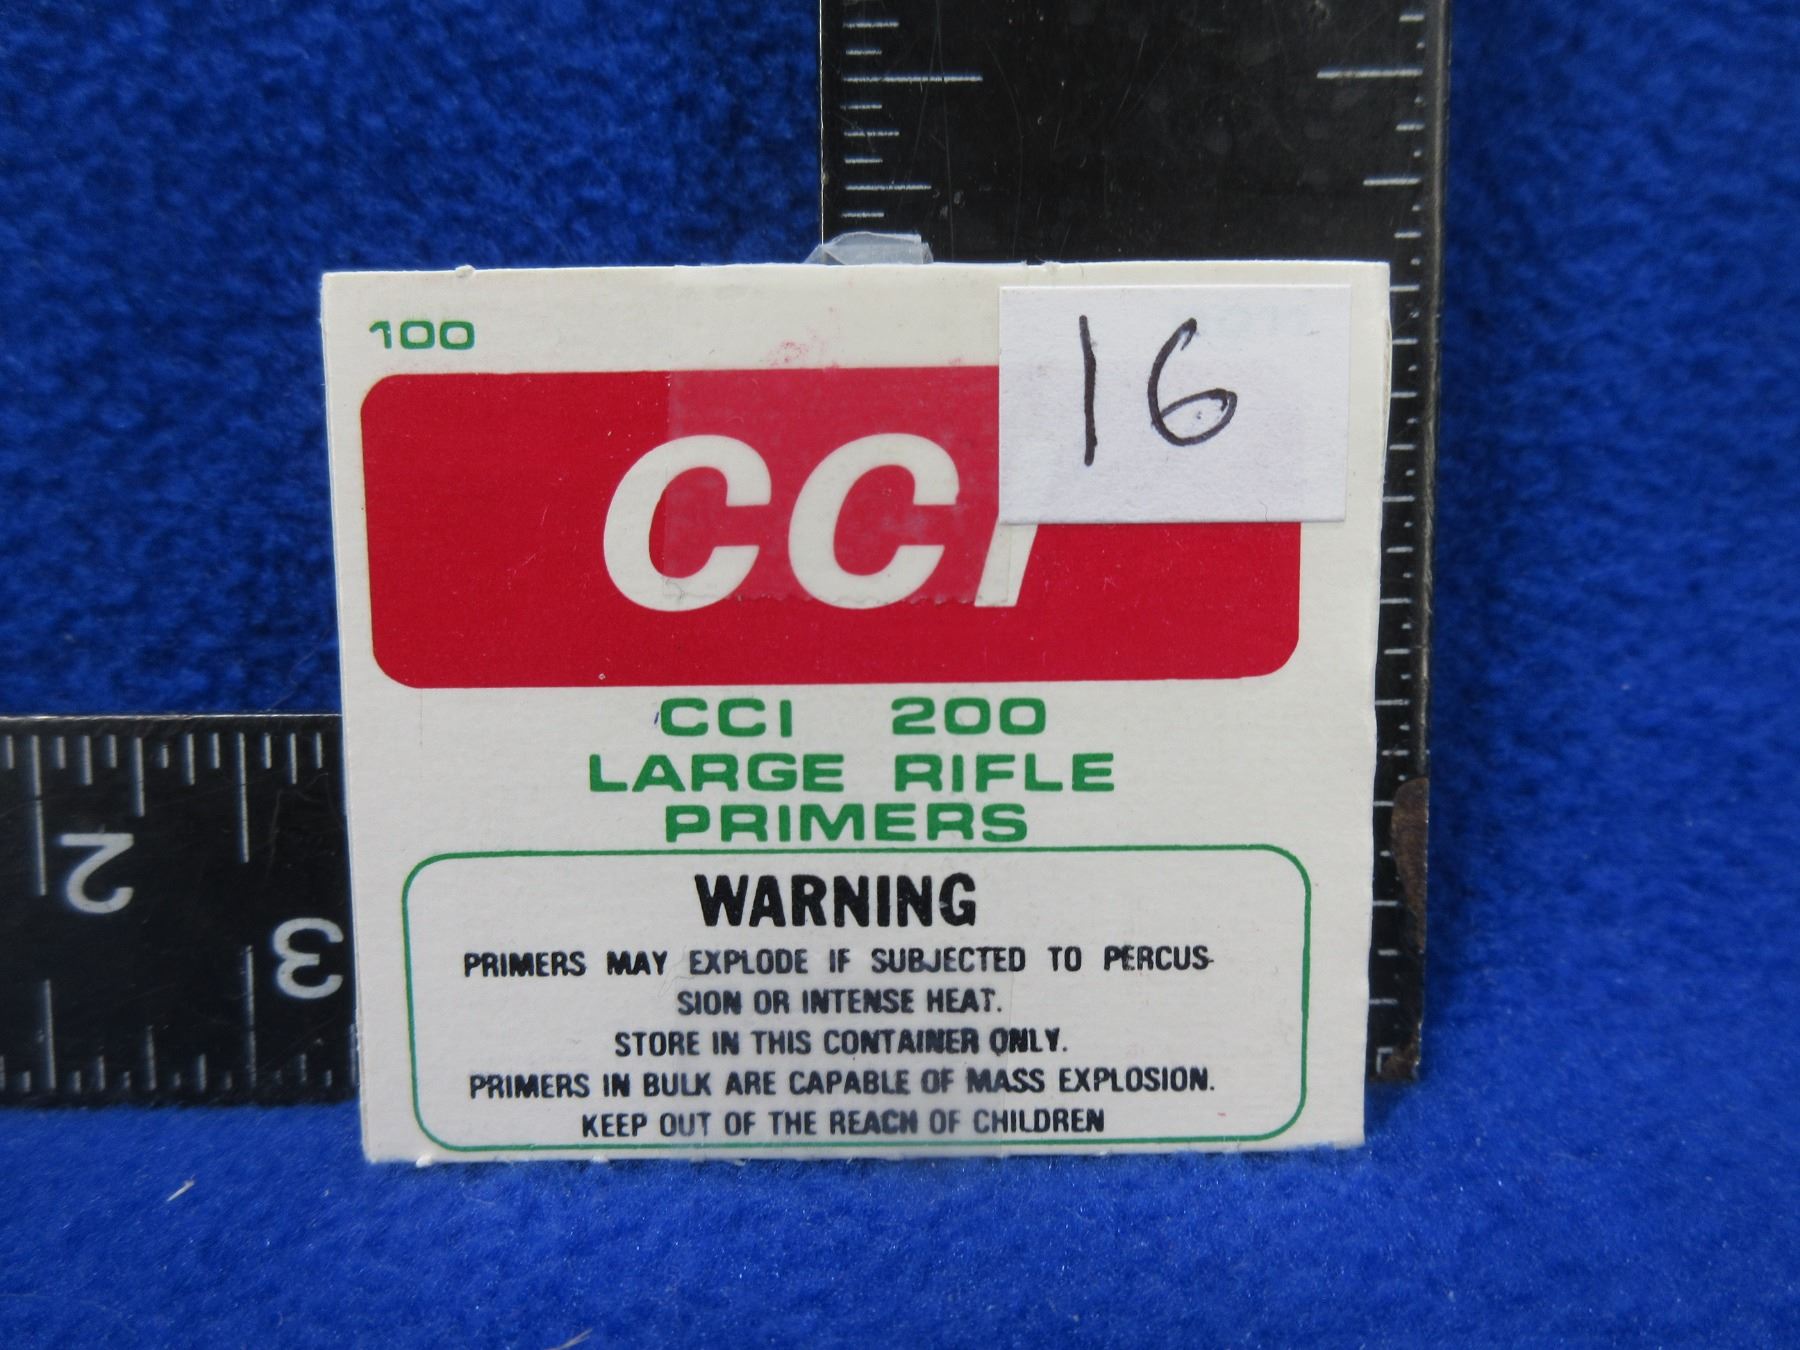 100
16
CCI
CCI 200
LARGE RIFLE
PRIMERS
WARNING
PRIMERS MAY EXPLODE IF SUBJECTED TO PERCUS-
SION OR INTENSE HEAT.
STORE IN THIS CONTAINER ONLY.
PRIMERS IN BULK ARE CAPABLE OF MASS EXPLOSION.
KEEP OUT OF THE REACH OF CHILDREN
2
3